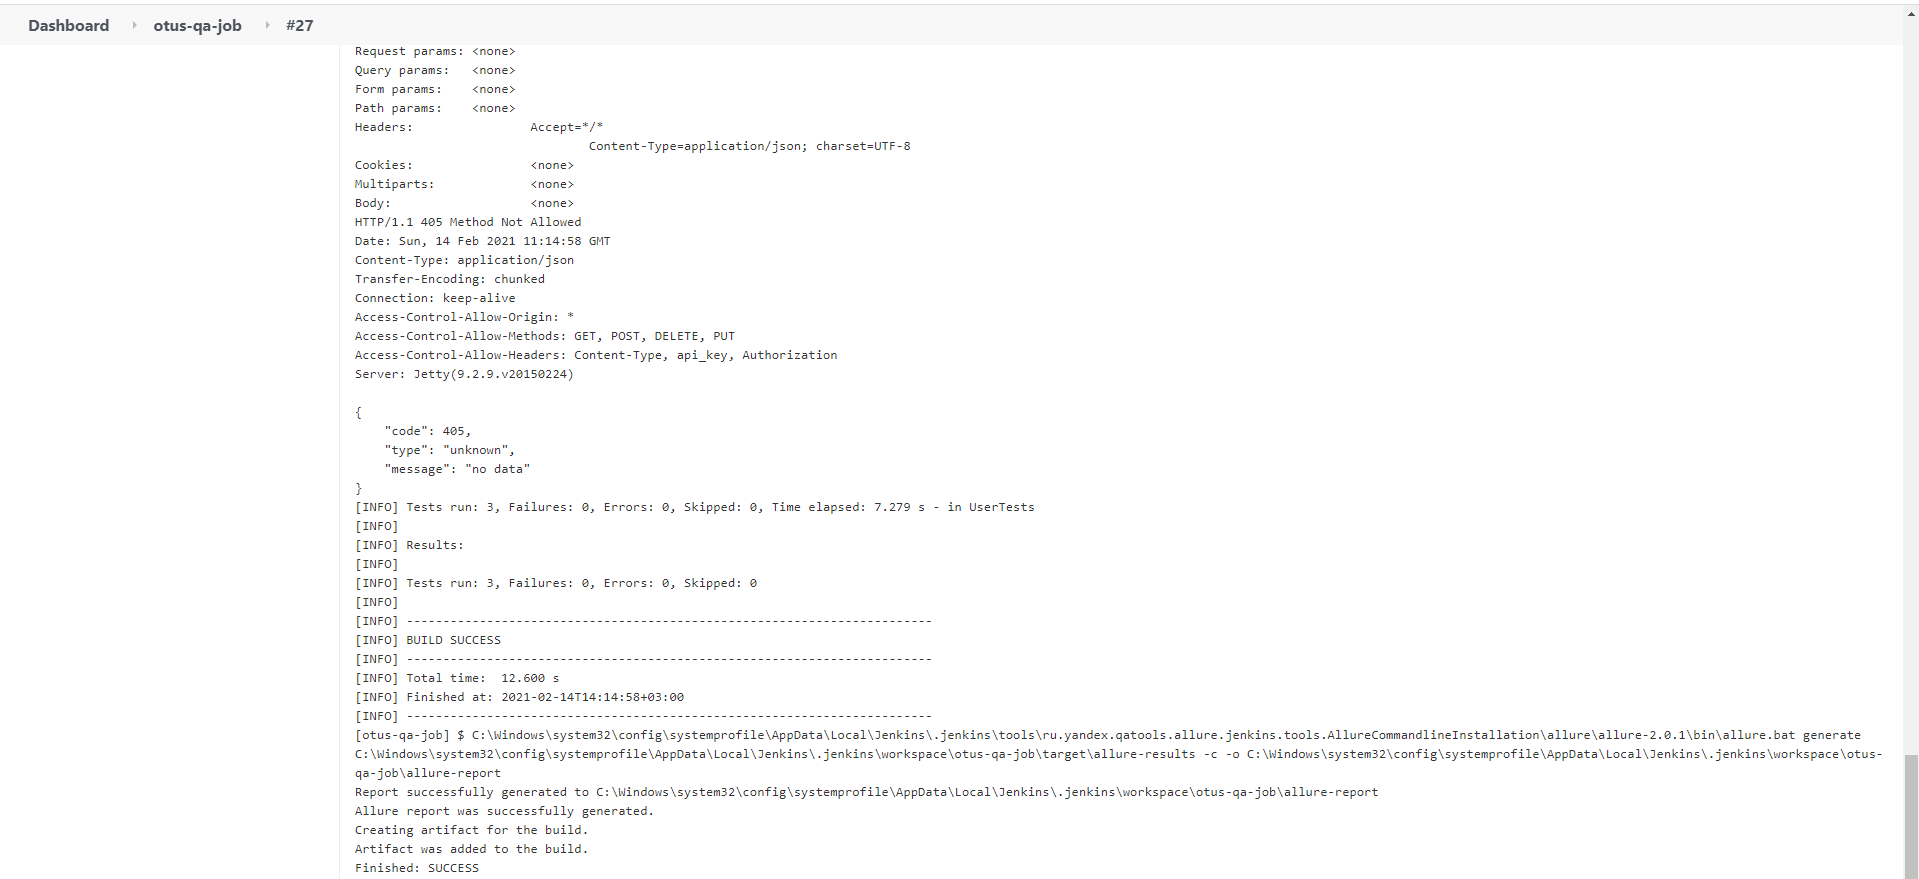 Dashboard otus-qa-job #27
Request params: <none>
Query params: <none>
Form params: <none>
Path params: <none>
Headers: Accept=*/*
Content-Type=application/json; charset=UTF-8
Cookies: <none>
Multiparts: <none>
Body: <none>
HTTP/1.1 405 Method Not Allowed
Date: Sun, 14 Feb 2021 11:14:58 GMT
Content-Type: application/json
Transfer-Encoding: chunked
Connection: keep-alive
Access-Control-Allow-Origin: *
Access-Control-Allow-Methods: GET, POST, DELETE, PUT
Access-Control-Allow-Headers: Content-Type, api_key, Authorization
Server: Jetty(9.2.9.v20150224)
{
"code": 405,
"type": "unknown",
"message": "no data"
}
[INFO] Tests run: 3, Failures: 0, Errors: 0, Skipped: 0, Time elapsed: 7.279 s - in UserTests
[INFO]
[INFO] Results:
[INFO]
[INFO] Tests run: 3, Failures: 0, Errors: 0, Skipped: 0
[INFO]
[INFO] ------------------------------------------------------------------------
[INFO] BUILD SUCCESS
[INFO] ------------------------------------------------------------------------
[INFO] Total time:  12.600 s
[INFO] Finished at: 2021-02-14T14:14:58+03:00
[INFO] ------------------------------------------------------------------------
[otus-qa-job] $ C:\Windows\system32\config\systemprofile\AppData\Local\Jenkins\.jenkins\tools\ru.yandex.qatools.allure.jenkins.tools.AllureCommandlineInstallation\allure\allure-2.0.1\bin\allure.bat generate
C:\Windows\system32\config\systemprofile\AppData\Local\Jenkins\.jenkins\workspace\otus-qa-job\target\allure-results -c -o C:\Windows\system32\config\systemprofile\AppData\Local\Jenkins\.jenkins\workspace\otus-
qa-job\allure-report
Report successfully generated to C:\Windows\system32\config\systemprofile\AppData\Local\Jenkins\.jenkins\workspace\otus-qa-job\allure-report
Allure report was successfully generated.
Creating artifact for the build.
Artifact was added to the build.
Finished: SUCCESS